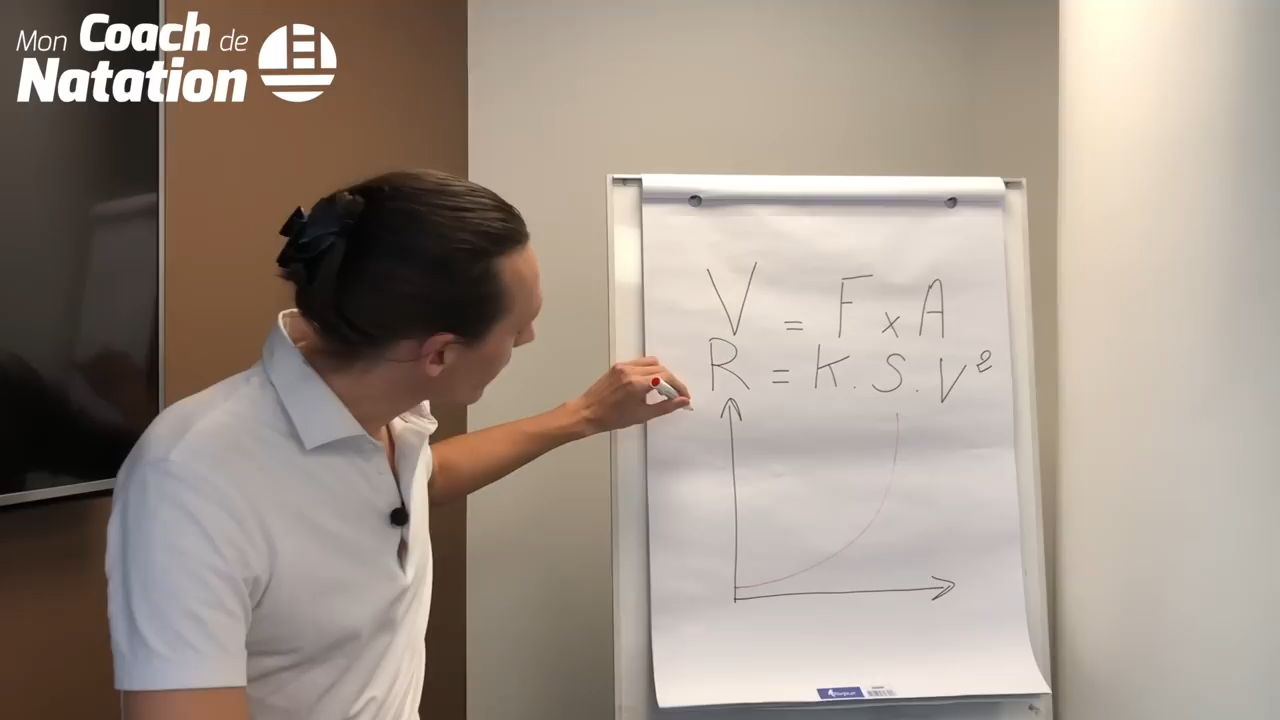 Mon Coach de
Natation
V = F x A
R = K . S . V²